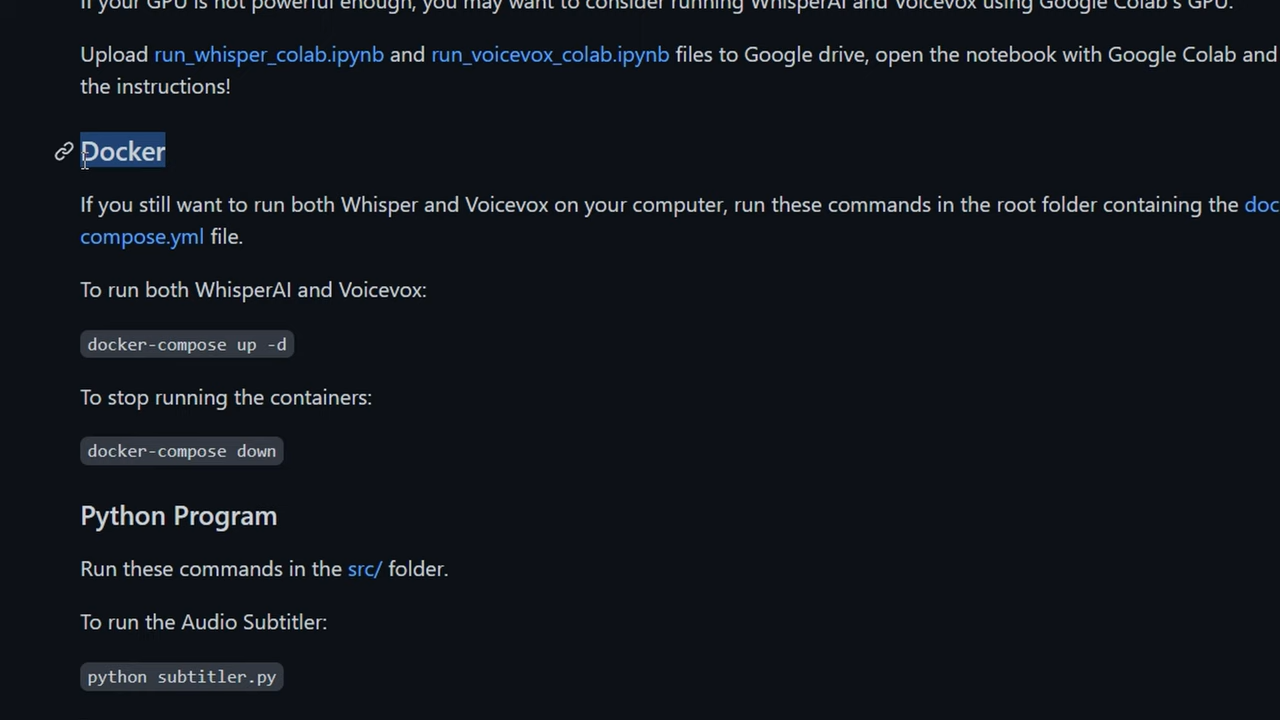 If your GPU is not powerful enough, you may want to consider running WhisperAI and Voicevox using Google Colab's GPU.
Upload run_whisper_colab.ipynb and run_voicevox_colab.ipynb files to Google drive, open the notebook with Google Colab and
the instructions!
Docker
If you still want to run both Whisper and Voicevox on your computer, run these commands in the root folder containing the doc
compose.yml file.
To run both WhisperAI and Voicevox:
docker-compose up -d
To stop running the containers:
docker-compose down
Python Program
Run these commands in the src/ folder.
To run the Audio Subtitler:
python subtitler.py